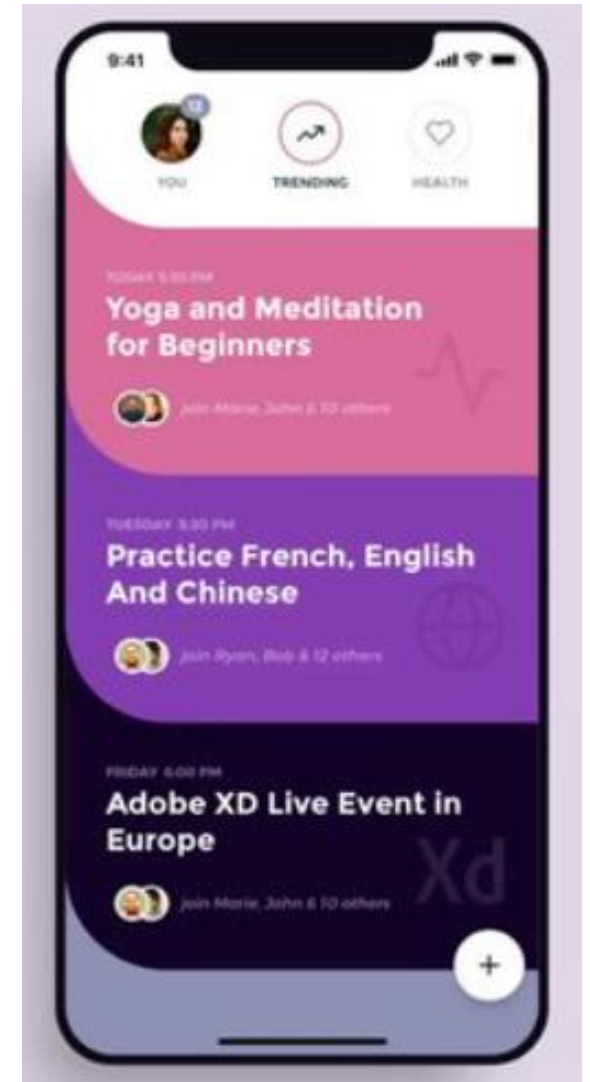 9:41
12
YOU
TRENDING
HEALTH
TODAY 5:30 PM
Yoga and Meditation
for Beginners
join Marie, John & 10 others
TUESDAY 5:30 PM
Practice French, English
And Chinese
join Ryan, Bob & 12 others
FRIDAY 6:00 PM
Adobe XD Live Event in
Europe
Xd
join Marie, John & 10 others
+